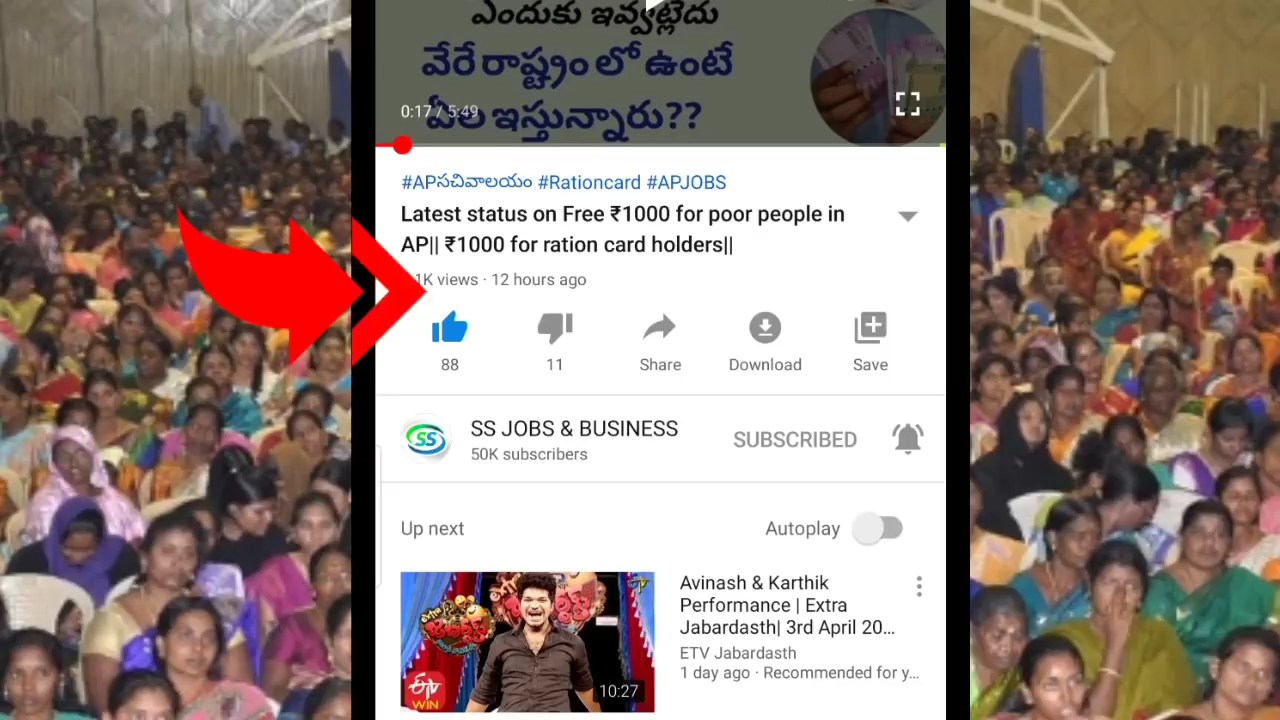 ఎందుకు ఇవ్వట్లేదు
వేరే రాష్ట్రం లో ఉంటే
ఏలా ఇస్తున్నారు??
0:17 / 5:49
#APసచివాలయం #Rationcard #APJOBS
Latest status on Free ₹1000 for poor people in
AP|| ₹1000 for ration card holders||
1K views · 12 hours ago
88
11
Share
Download
Save
SS
SS JOBS & BUSINESS
50K subscribers
SUBSCRIBED
Up next
Autoplay
Avinash & Karthik
Performance | Extra
Jabardasth| 3rd April 20...
ETV Jabardasth
1 day ago · Recommended for y...
WIN
10:27